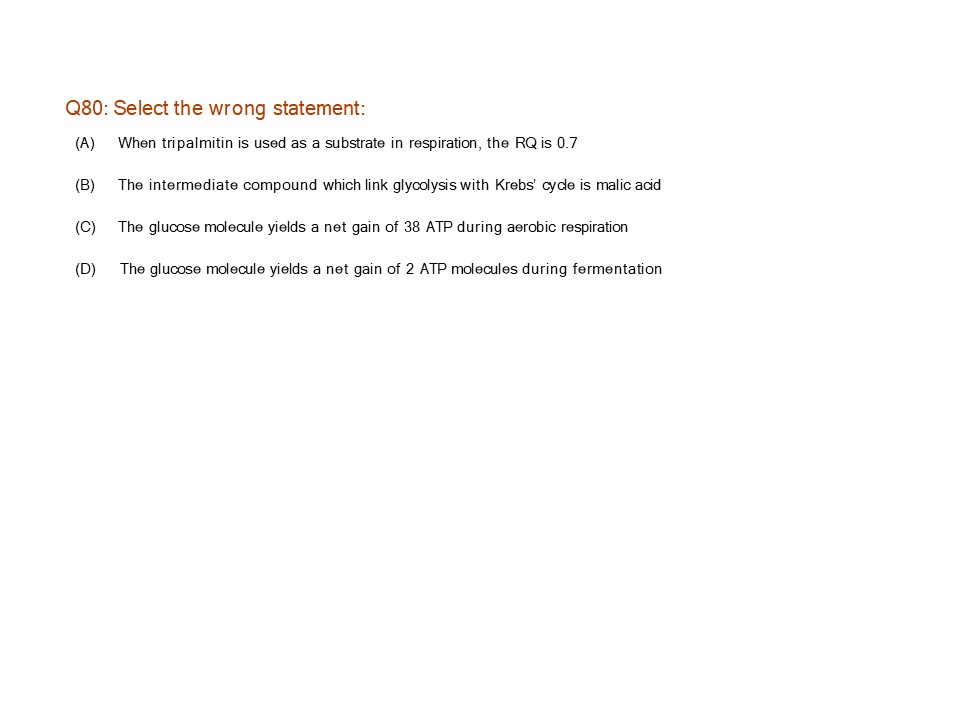 Q80: Select the wrong statement:
(A) When tripalmitin is used as a substrate in respiration, the RQ is 0.7
(B) The intermediate compound which link glycolysis with Krebs’ cycle is malic acid
(C) The glucose molecule yields a net gain of 38 ATP during aerobic respiration
(D) The glucose molecule yields a net gain of 2 ATP molecules during fermentation